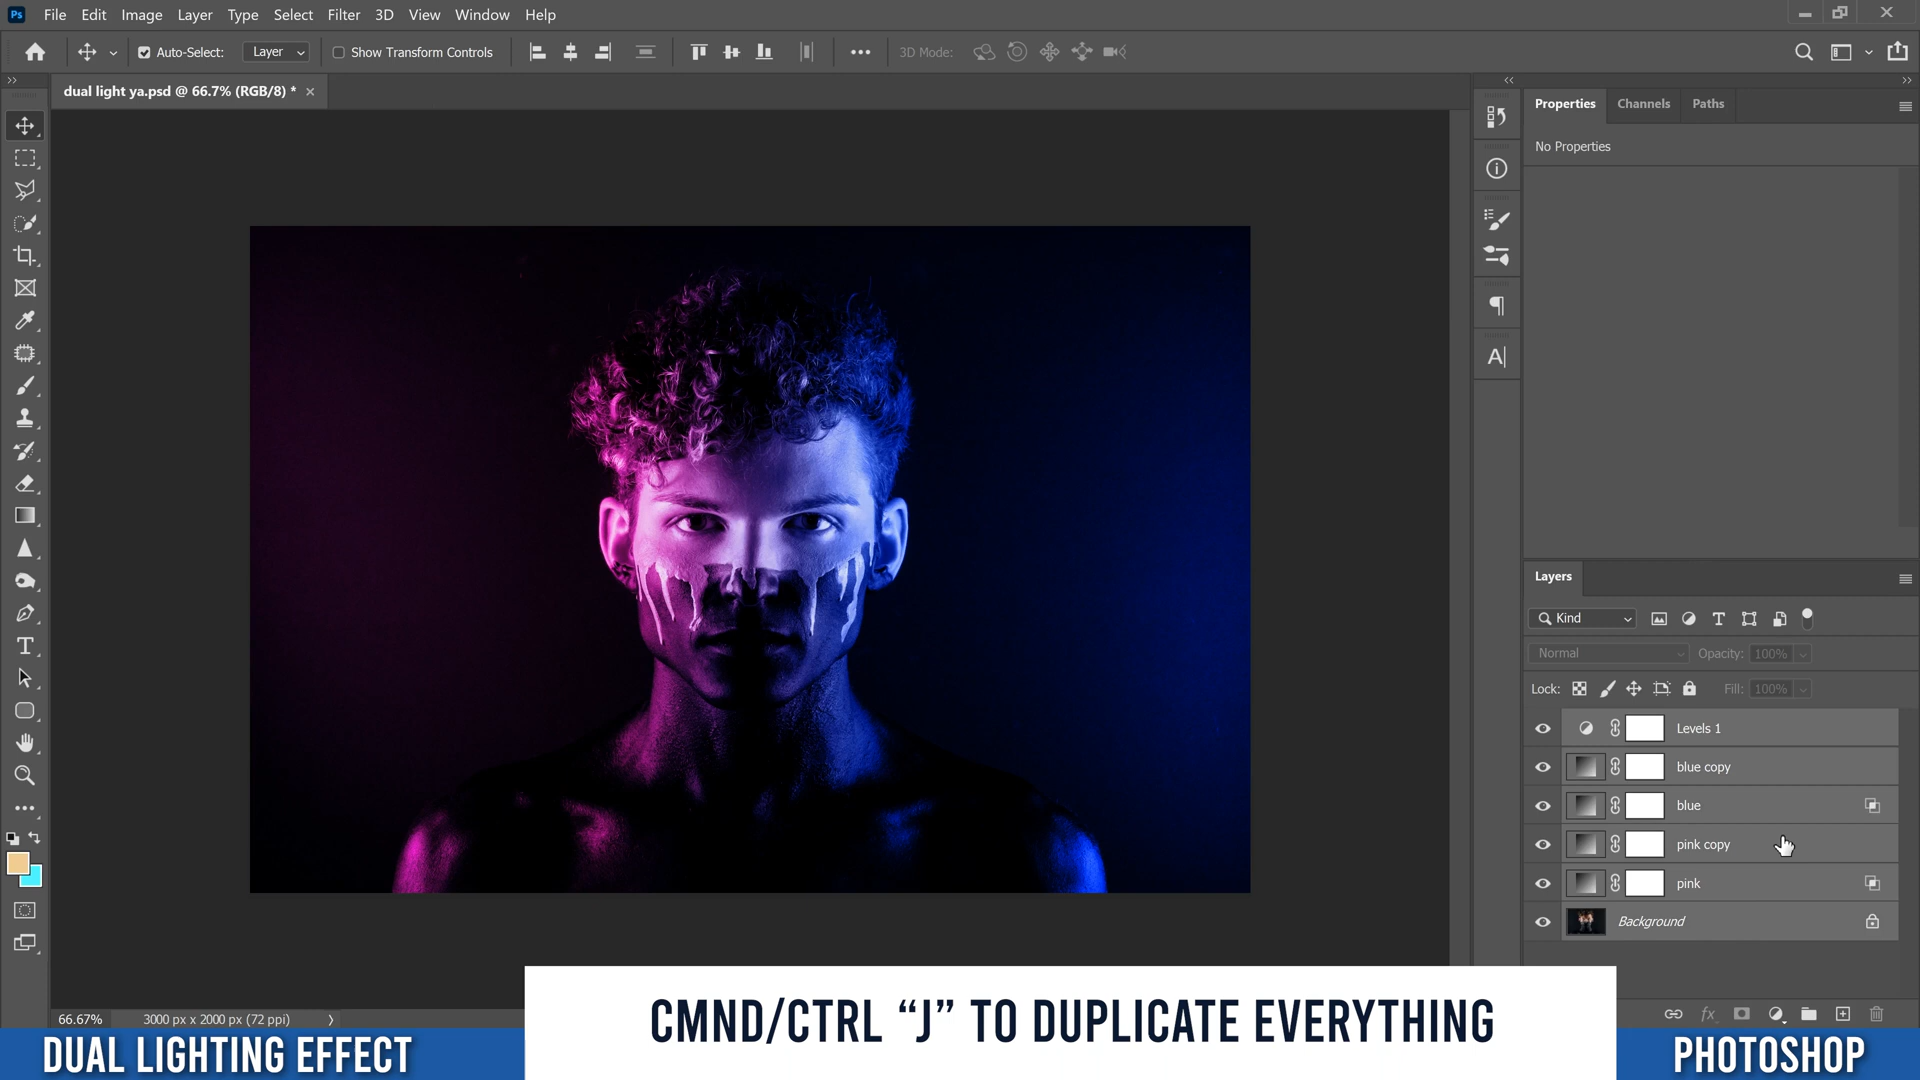 Ps File Edit Image Layer Type Select Filter 3D View Window Help
Auto-Select: Layer Show Transform Controls 3D Mode:
dual light ya.psd @ 66.7% (RGB/8) *
Properties Channels Paths
No Properties
Layers
Kind
Normal Opacity: 100%
Lock: Fill: 100%
Levels 1
blue copy
blue
pink copy
pink
Background
66.67% 3000 px x 2000 px (72 ppi)
CMND/CTRL “J” TO DUPLICATE EVERYTHING
DUAL LIGHTING EFFECT
PHOTOSHOP